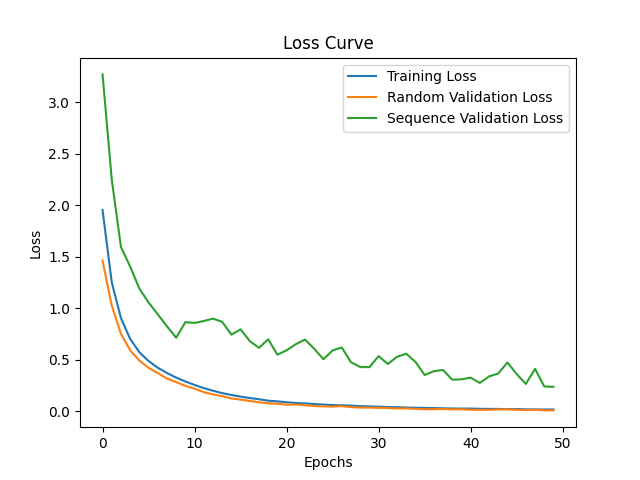 Loss Curve
Training Loss
Random Validation Loss
Sequence Validation Loss
Loss
3.0
2.5
2.0
1.5
1.0
0.5
0.0
0 10 20 30 40 50
Epochs